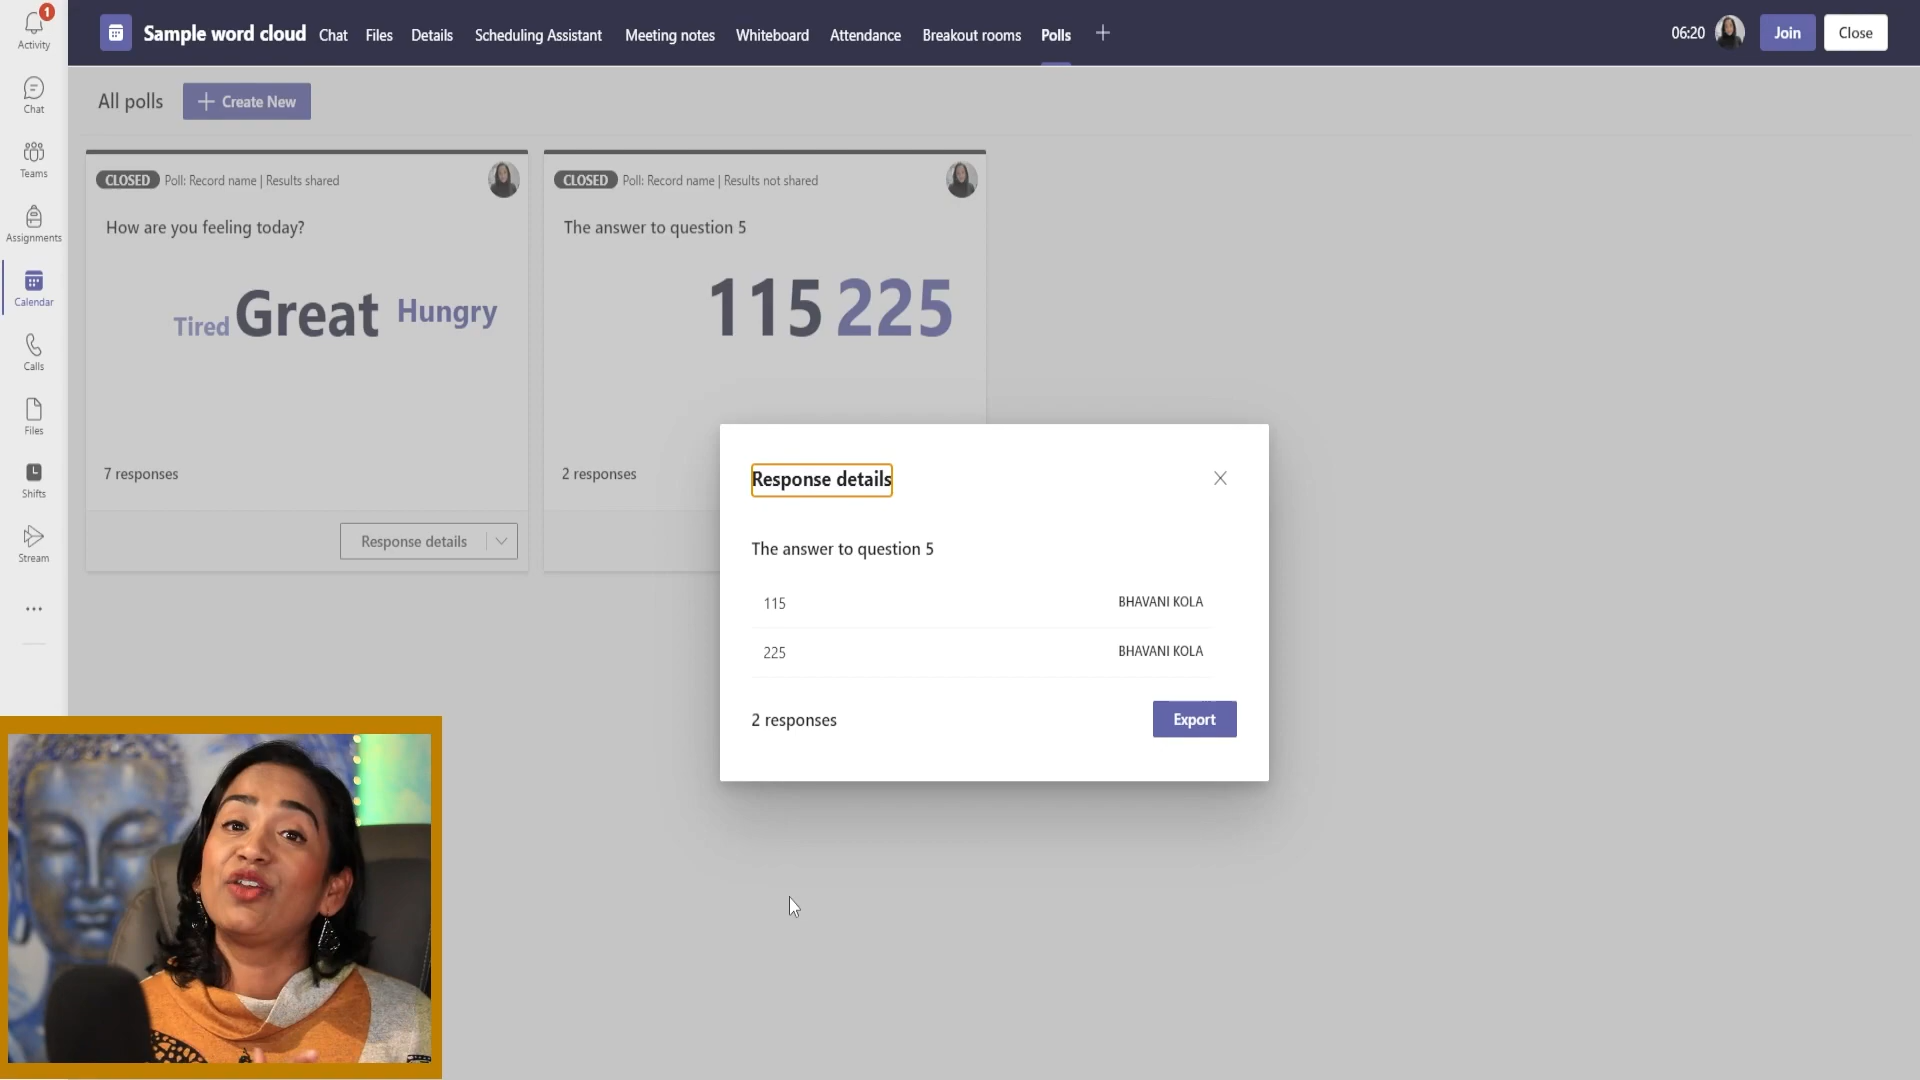 1
Activity
Chat
Teams
Assignments
Calendar
Calls
Files
Shifts
Stream
Sample word cloud Chat Files Details Scheduling Assistant Meeting notes Whiteboard Attendance Breakout rooms Polls
06:20 Join Close
All polls Create New
CLOSED Poll: Record name | Results shared
How are you feeling today?
Tired Great Hungry
7 responses
Response details
CLOSED Poll: Record name | Results not shared
The answer to question 5
115 225
2 responses
Response details
The answer to question 5
115 BHAVANI KOLA
225 BHAVANI KOLA
2 responses Export